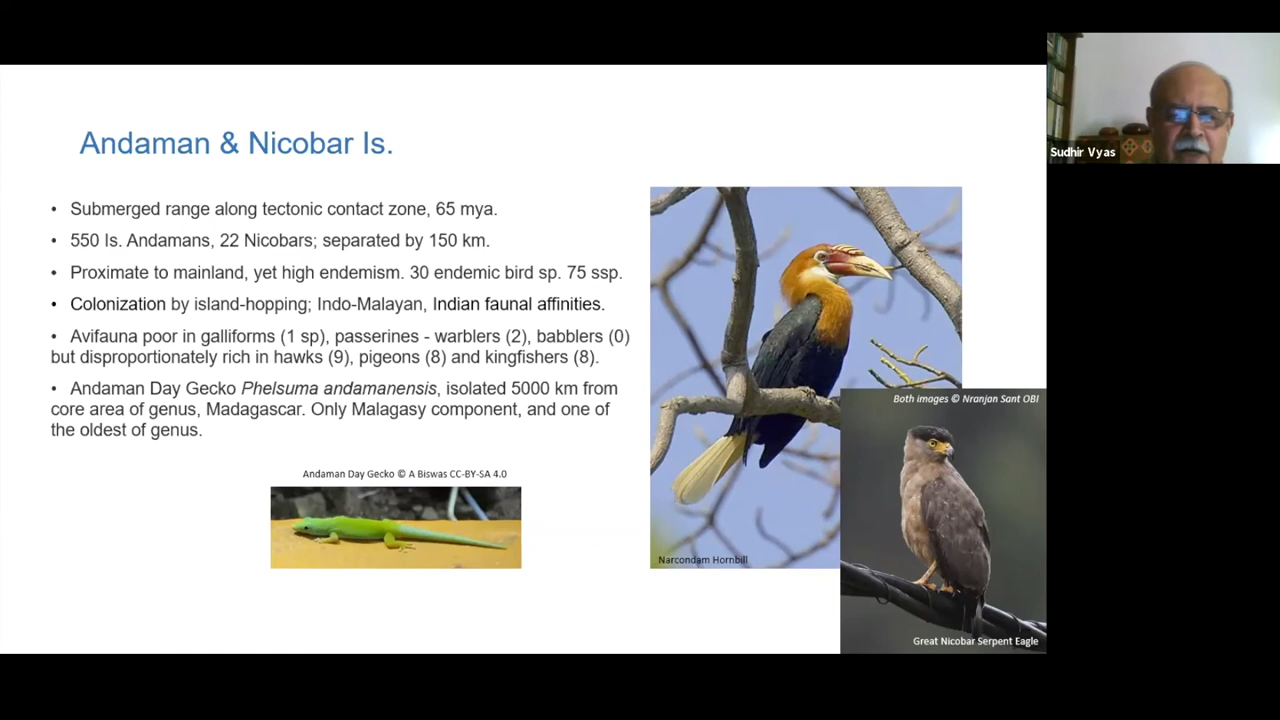 Andaman & Nicobar Is.
• Submerged range along tectonic contact zone, 65 mya.
• 550 Is. Andamans, 22 Nicobars; separated by 150 km.
• Proximate to mainland, yet high endemism. 30 endemic bird sp. 75 ssp.
• Colonization by island-hopping; Indo-Malayan, Indian faunal affinities.
• Avifauna poor in galliforms (1 sp), passerines - warblers (2), babblers (0)
but disproportionately rich in hawks (9), pigeons (8) and kingfishers (8).
• Andaman Day Gecko Phelsuma andamanensis, isolated 5000 km from
core area of genus, Madagascar. Only Malagasy component, and one of
the oldest of genus.
Andaman Day Gecko © A Biswas CC-BY-SA 4.0
Narcondam Hornbill
Both images © Nranjan Sant OBI
Great Nicobar Serpent Eagle
Sudhir Vyas